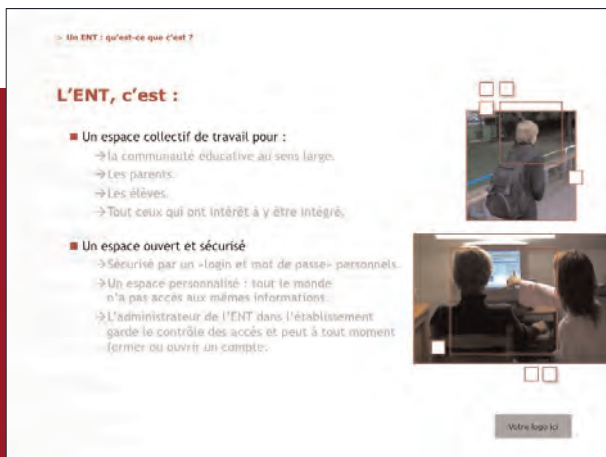 > Un ENT : qu'est-ce que c'est ?
L'ENT, c'est :
■ Un espace collectif de travail pour :
→la communauté éducative au sens large.
→Les parents.
→Les élèves.
→Tout ceux qui ont intérêt à y être intégré.
■ Un espace ouvert et sécurisé
→Sécurisé par un «login et mot de passe» personnels.
→Un espace personnalisé : tout le monde
n'a pas accès aux mêmes informations.
→L'administrateur de l'ENT dans l'établissement
garde le contrôle des accès et peut à tout moment
fermer ou ouvrir un compte.
Votre logo ici